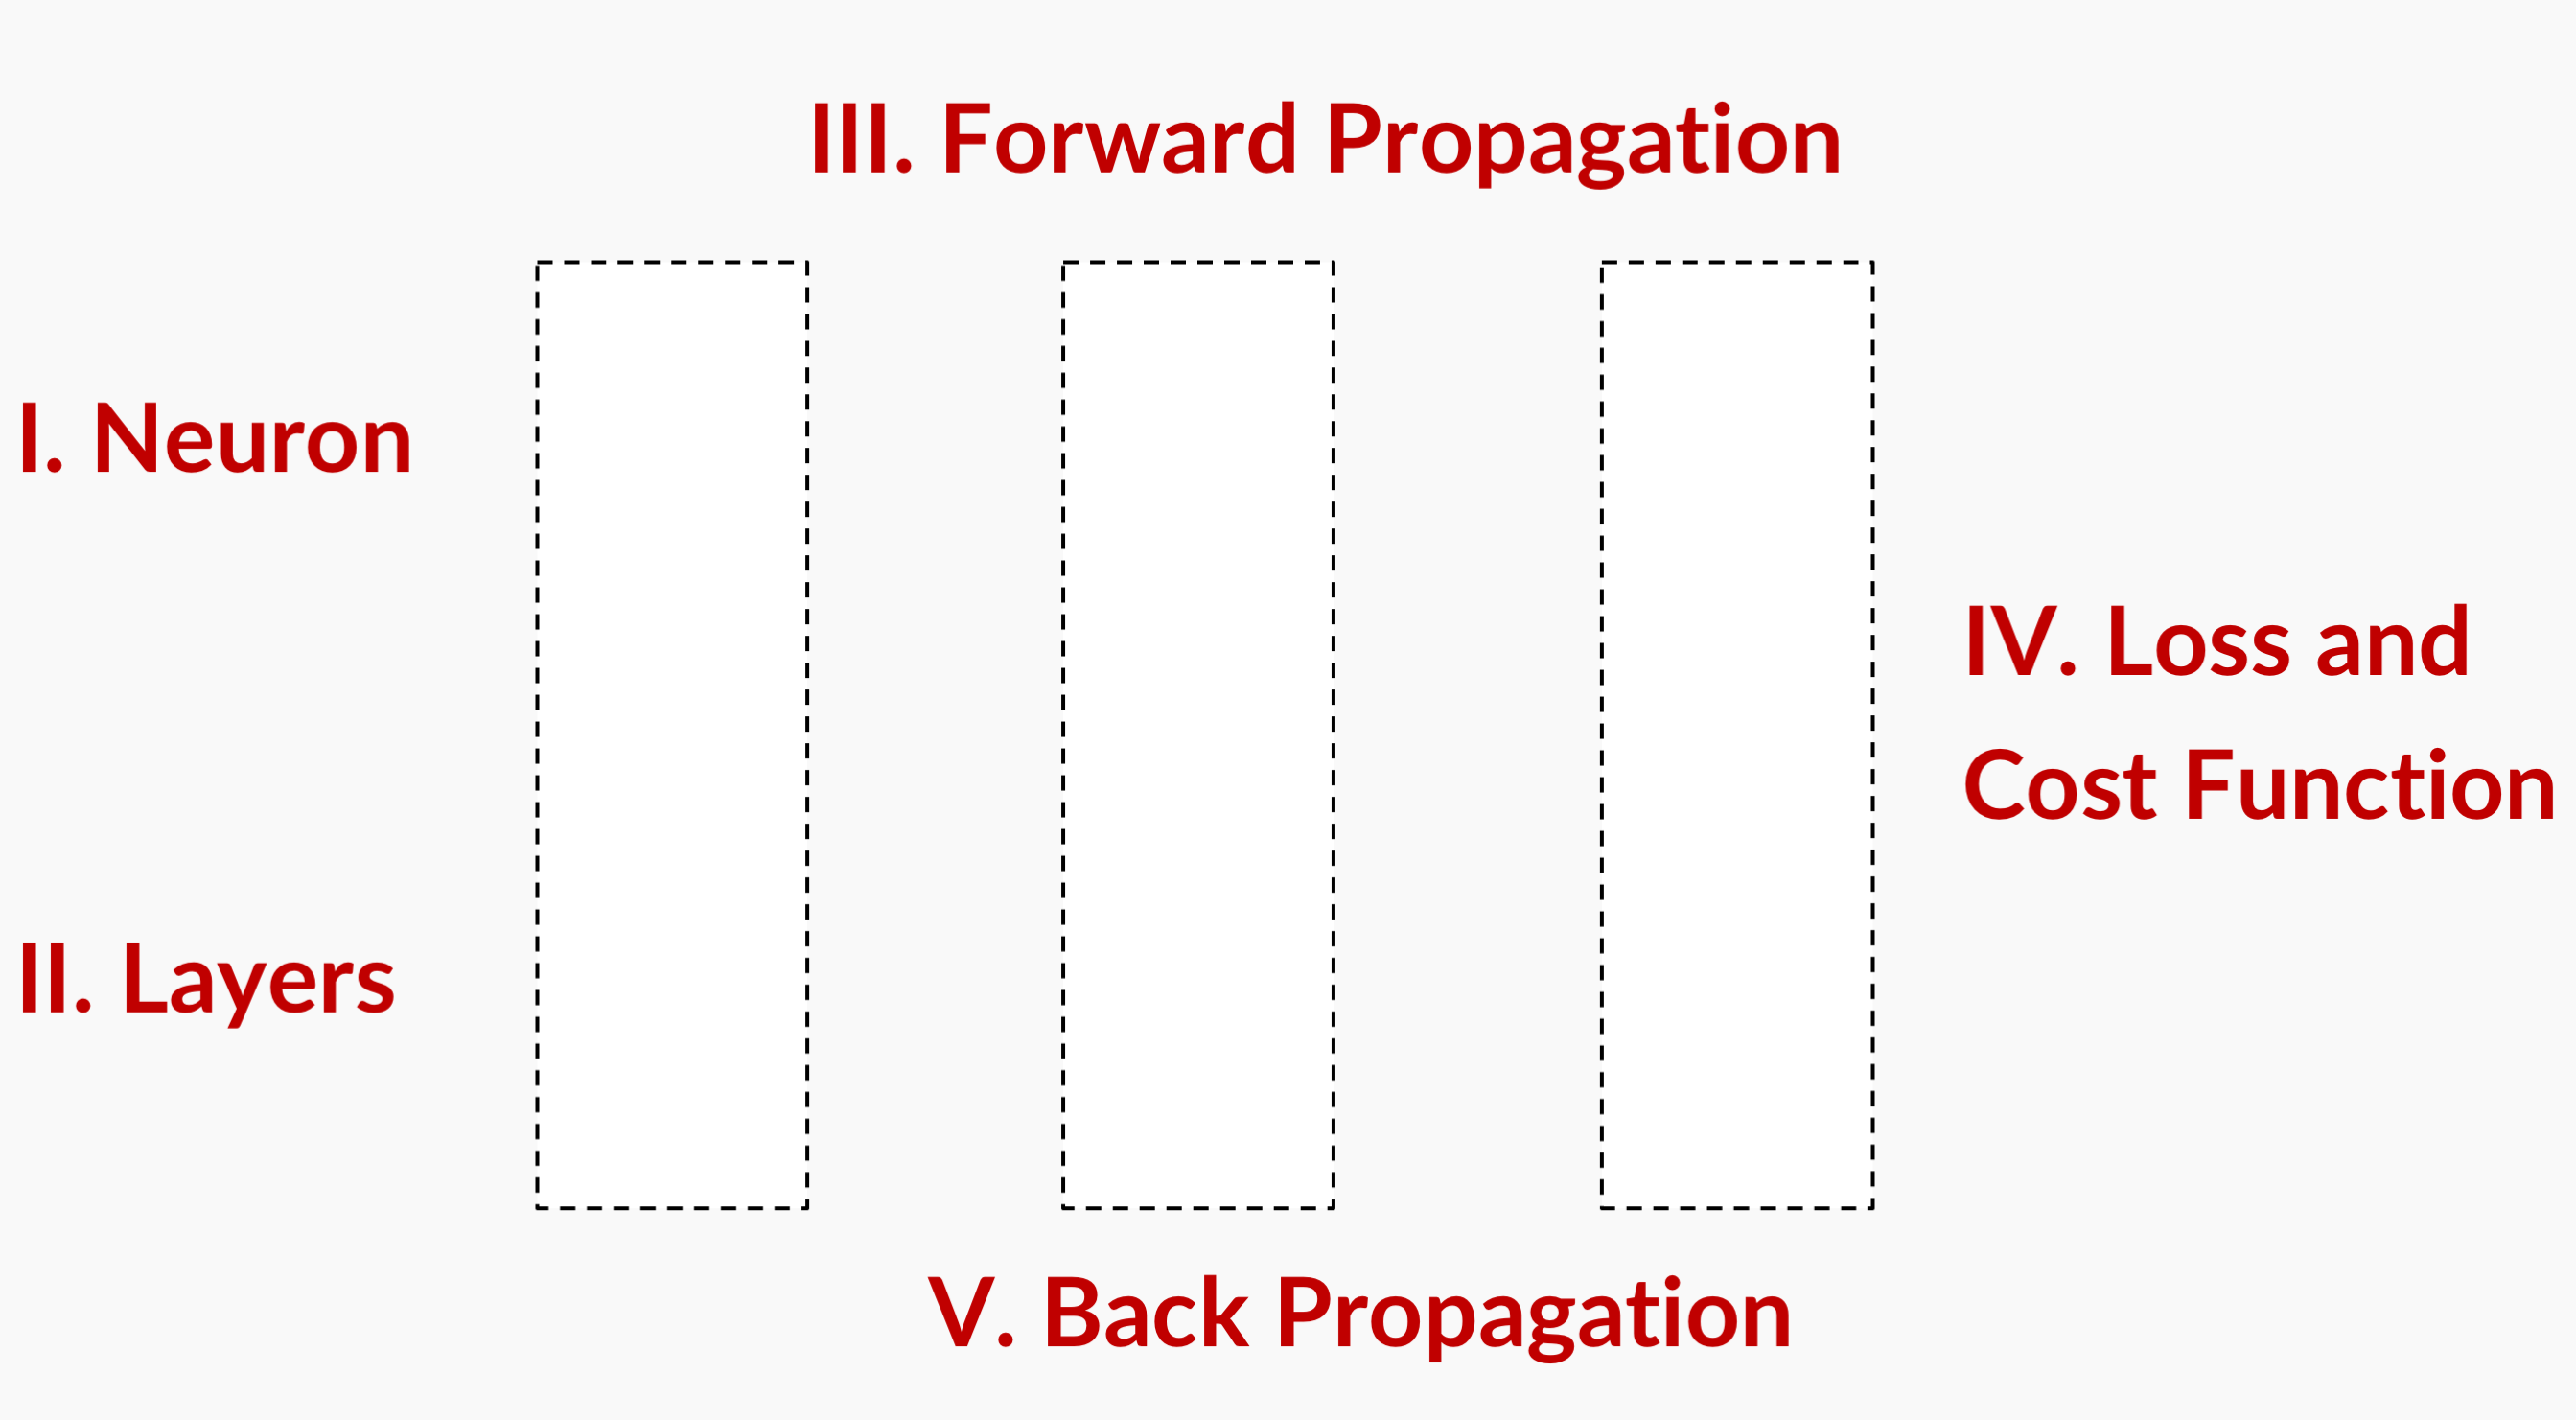 III. Forward Propagation
I. Neuron
IV. Loss and
Cost Function
II. Layers
V. Back Propagation